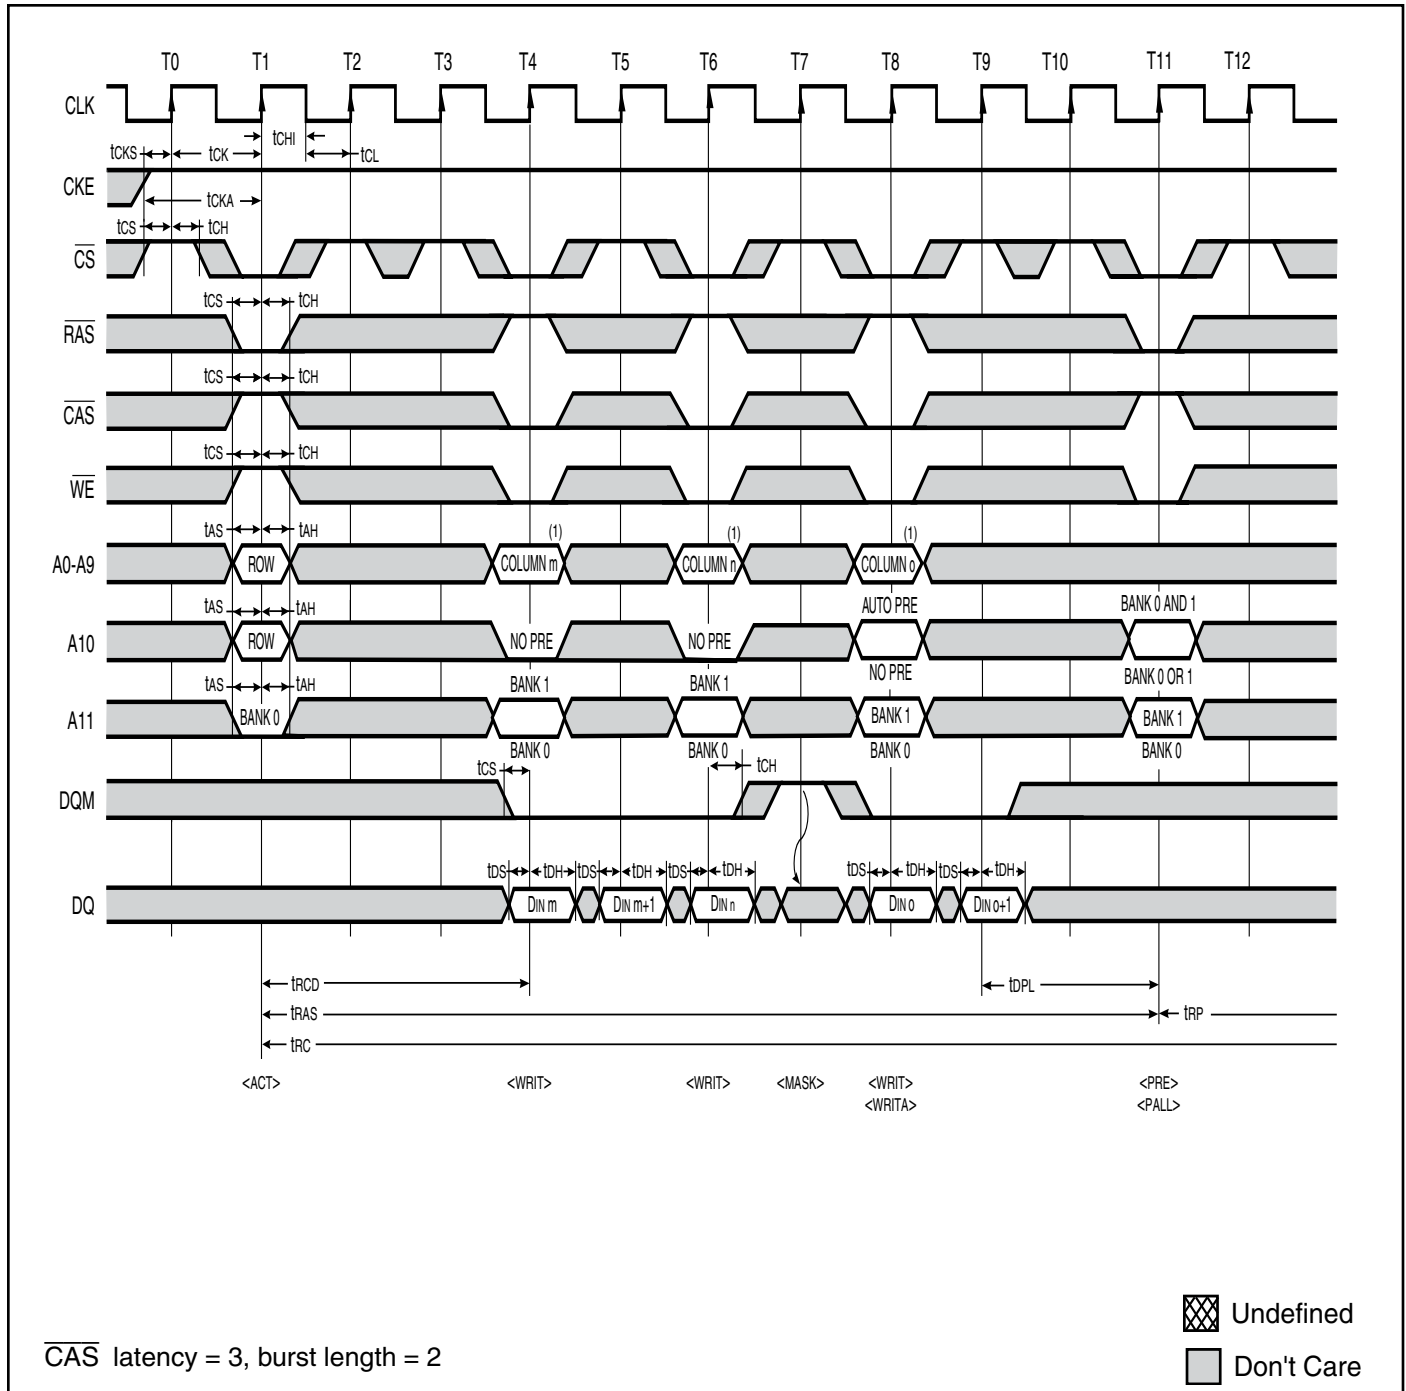 T0 T1 T2 T3 T4 T5 T6 T7 T8 T9 T10 T11 T12
CLK
tCHI
tCKS tCK tCL
CKE
tCKA
tCS tCH
CS
tCS tCH
RAS
tCS tCH
CAS
tCS tCH
WE
tAS tAH (1) (1) (1)
A0-A9 ROW COLUMN m COLUMN n COLUMN o
tAS tAH AUTO PRE BANK 0 AND 1
A10 ROW NO PRE NO PRE
NO PRE BANK 0 OR 1
tAS tAH BANK 1 BANK 1
A11 BANK 0 BANK 1 BANK 1
BANK 0 BANK 0 BANK 0 BANK 0
tCS tCH
DQM
tDS tDH tDS tDH tDS tDH tDS tDH tDS tDH
DQ DIN m DIN m+1 DIN n DIN o DIN o+1
tRCD tDPL
tRAS tRP
tRC
<ACT> <WRIT> <WRIT> <MASK> <WRIT> <PRE>
<WRITA> <PALL>
Undefined
CAS latency = 3, burst length = 2
Don't Care